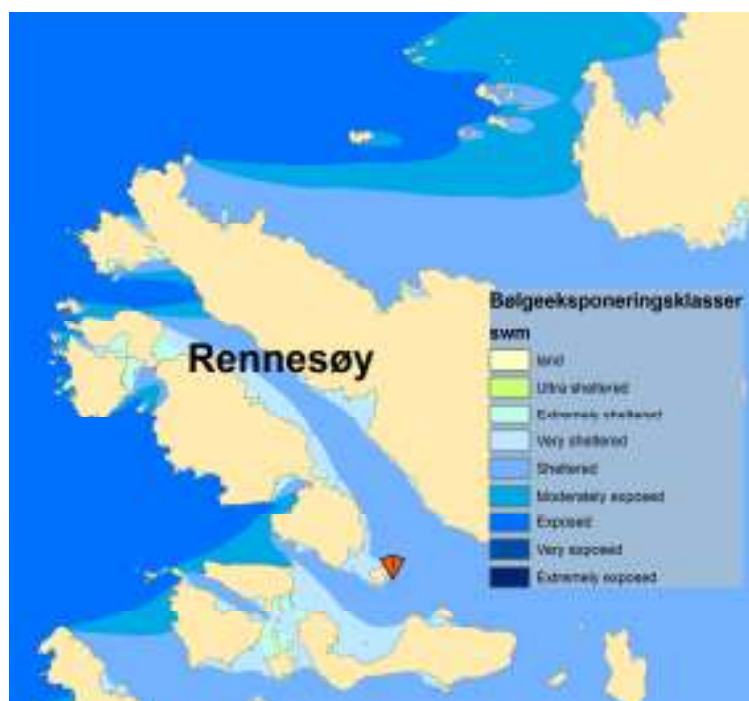 Rennesøy
Bølgeeksponeringsklasser
swm
land
Ultra sheltered
Extremely sheltered
Very sheltered
Sheltered
Moderately exposed
Exposed
Very exposed
Extremely exposed